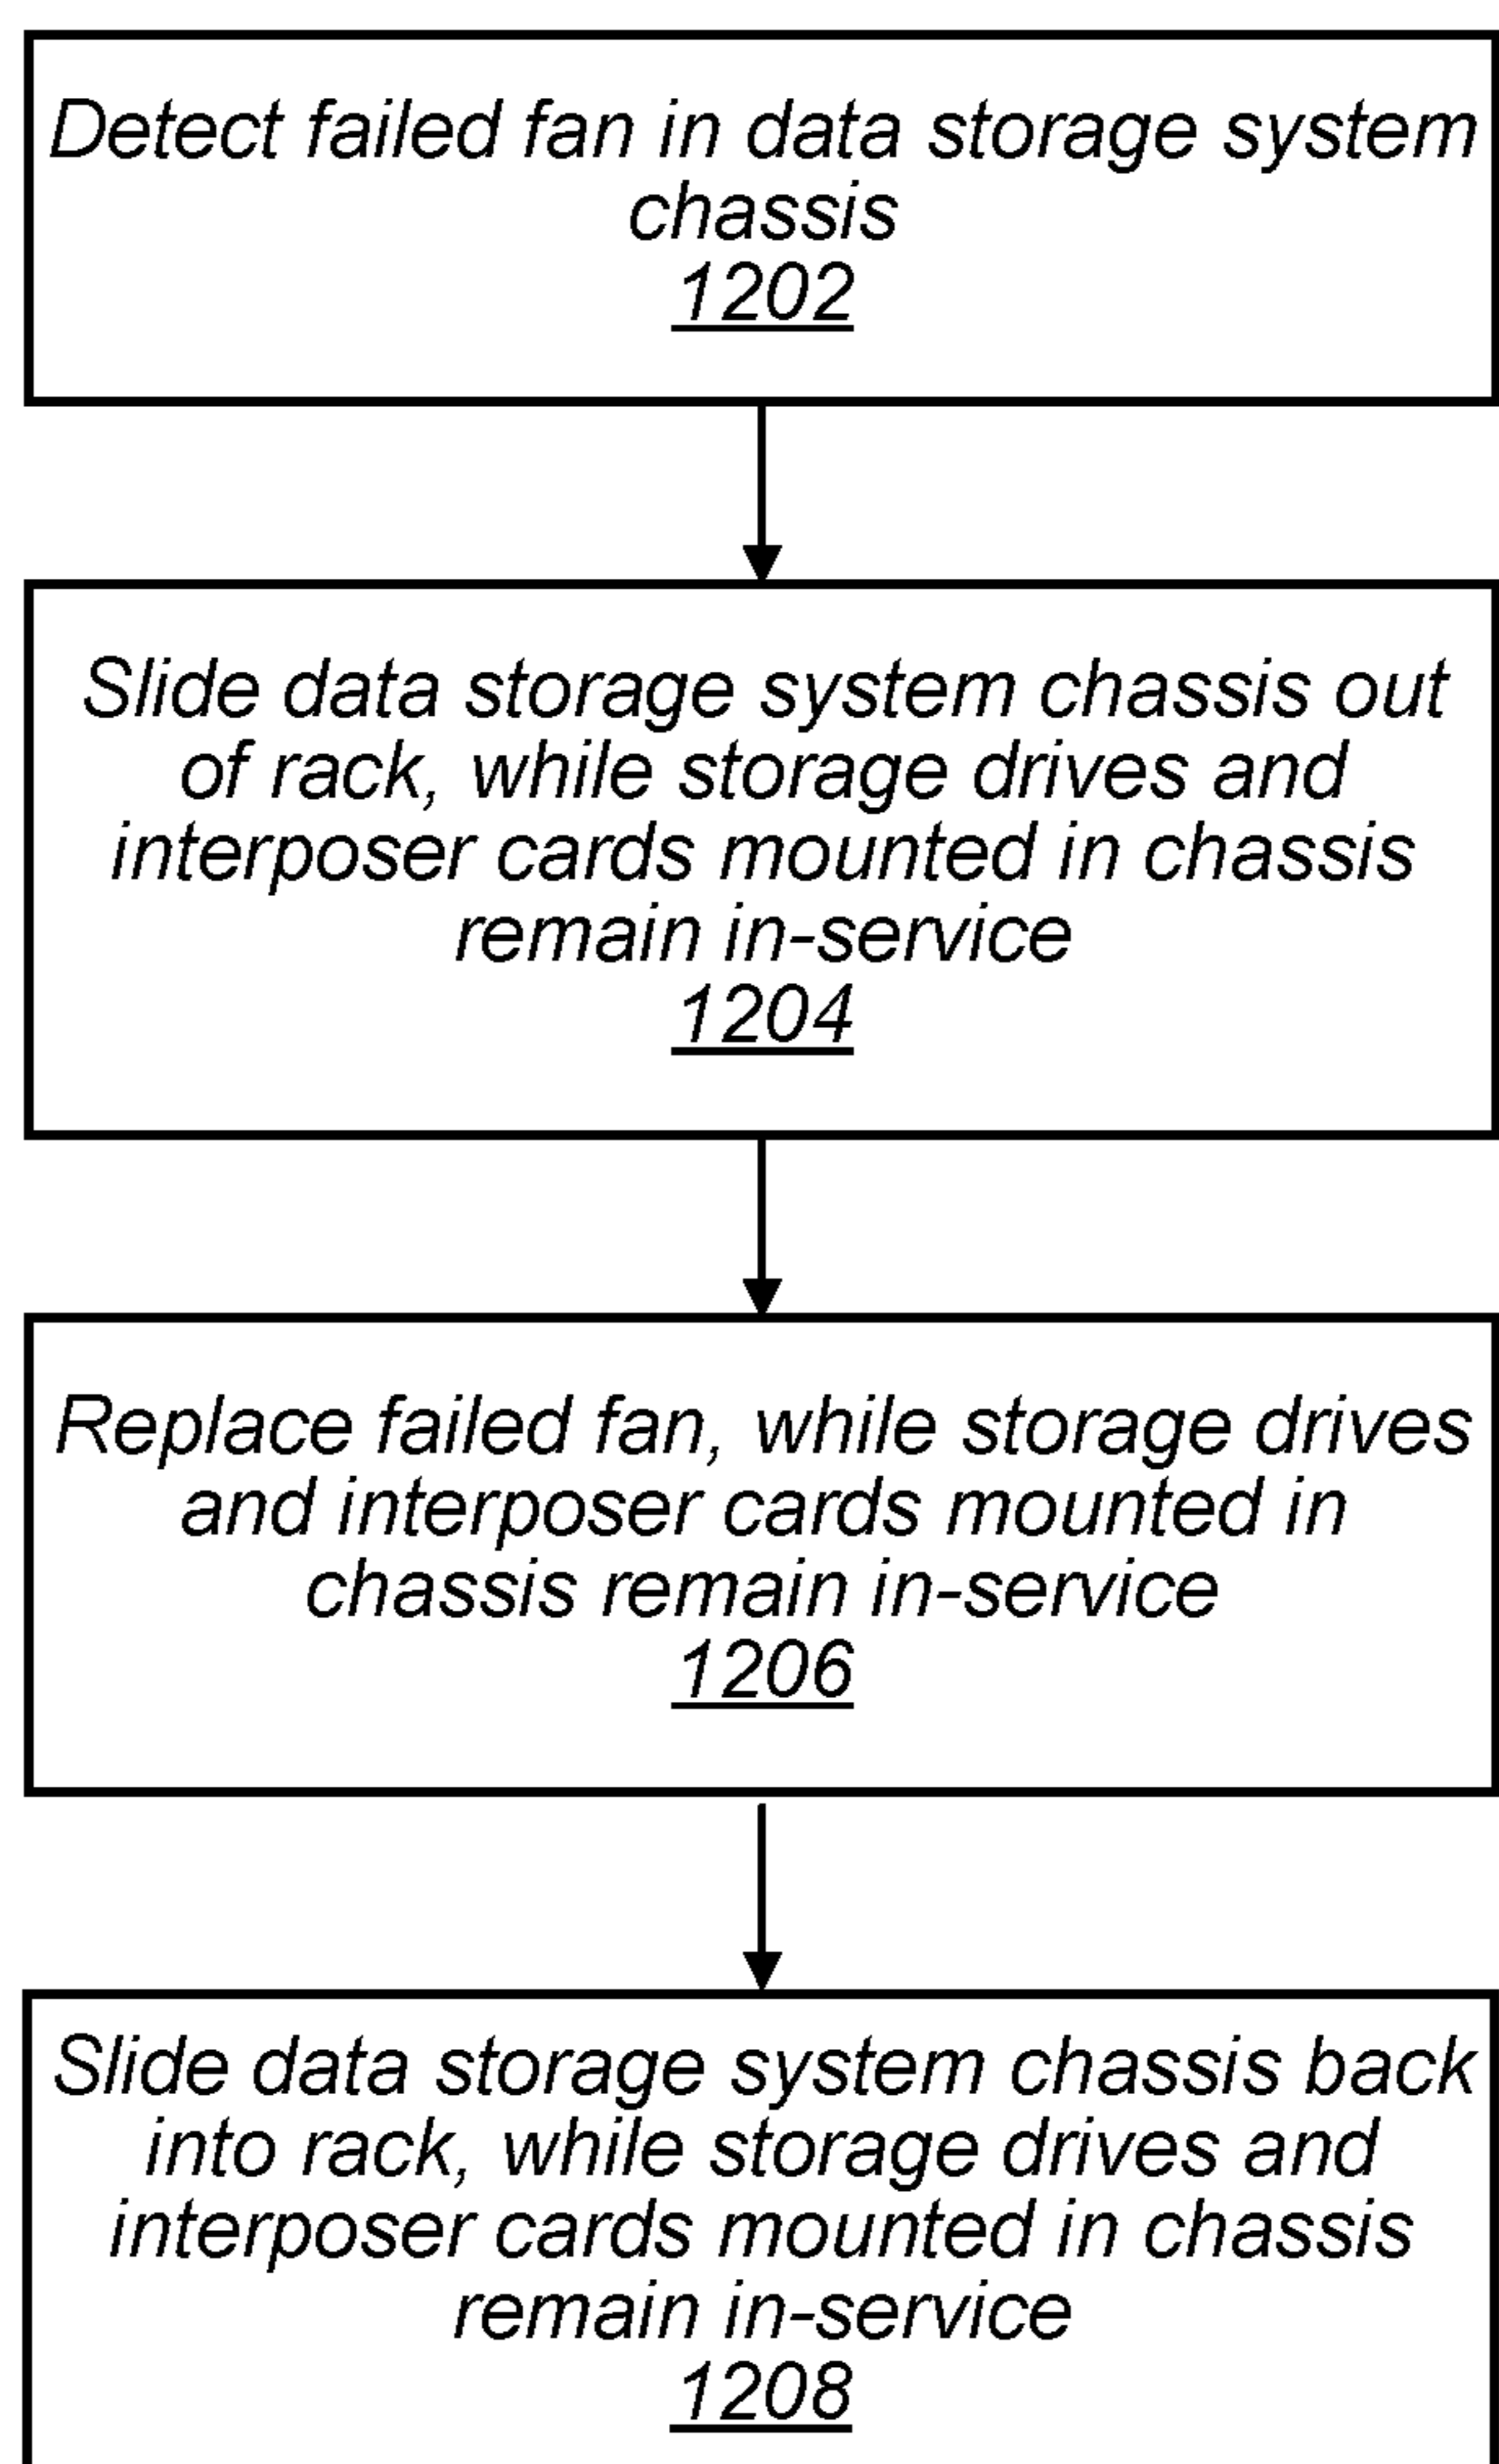 Detect failed fan in data storage system
chassis
1202
Slide data storage system chassis out
of rack, while storage drives and
interposer cards mounted in chassis
remain in-service
1204
Replace failed fan, while storage drives
and interposer cards mounted in
chassis remain in-service
1206
Slide data storage system chassis back
into rack, while storage drives and
interposer cards mounted in chassis
remain in-service
1208